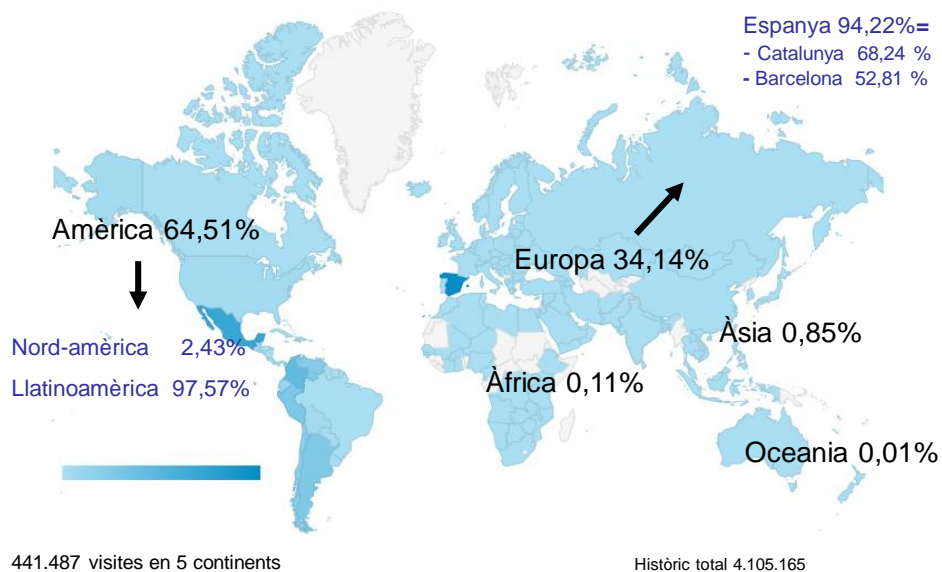 Espanya 94,22%=
- Catalunya 68,24 %
- Barcelona 52,81 %
Amèrica 64,51%
Europa 34,14%
Àsia 0,85%
Nord-amèrica 2,43%
Llatinoamèrica 97,57%
Àfrica 0,11%
Oceania 0,01%
441.487 visites en 5 continents
Històric total 4.105.165